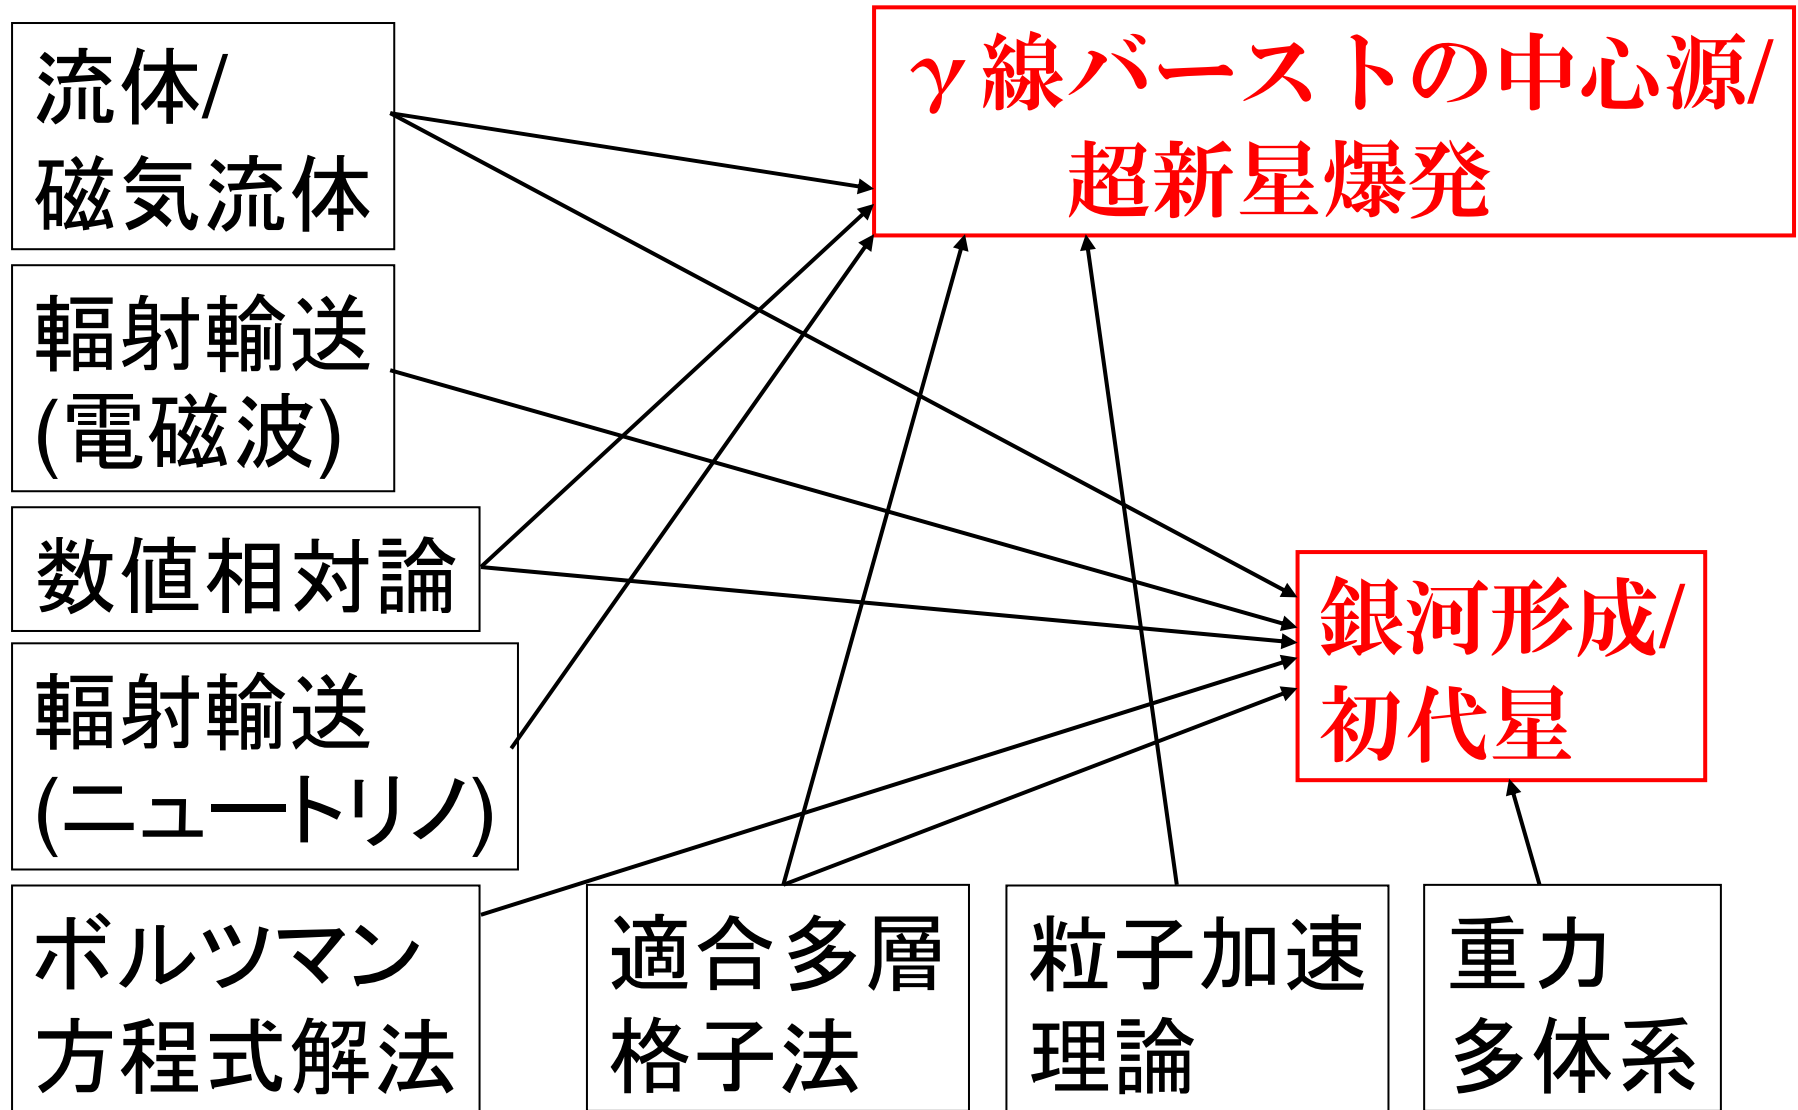 流体/
磁気流体
γ線バーストの中心源/
超新星爆発
輻射輸送
(電磁波)
数値相対論
銀河形成/
初代星
輻射輸送
(ニュートリノ)
ボルツマン
方程式解法
適合多層
格子法
粒子加速
理論
重力
多体系